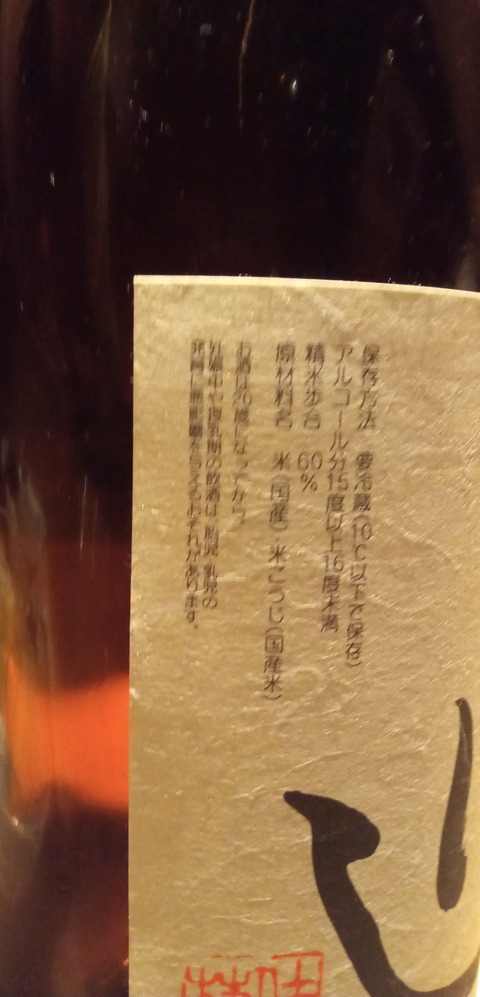 保存方法 要冷蔵(10℃以下で保存)
アルコール分15度以上16度未満
精米歩合 60%
原材料名 米(国産)・米こうじ(国産米)
お酒は20歳になってから。
妊娠中や授乳期の飲酒は、胎児・乳児の
発育に悪影響を与えるおそれがあります。